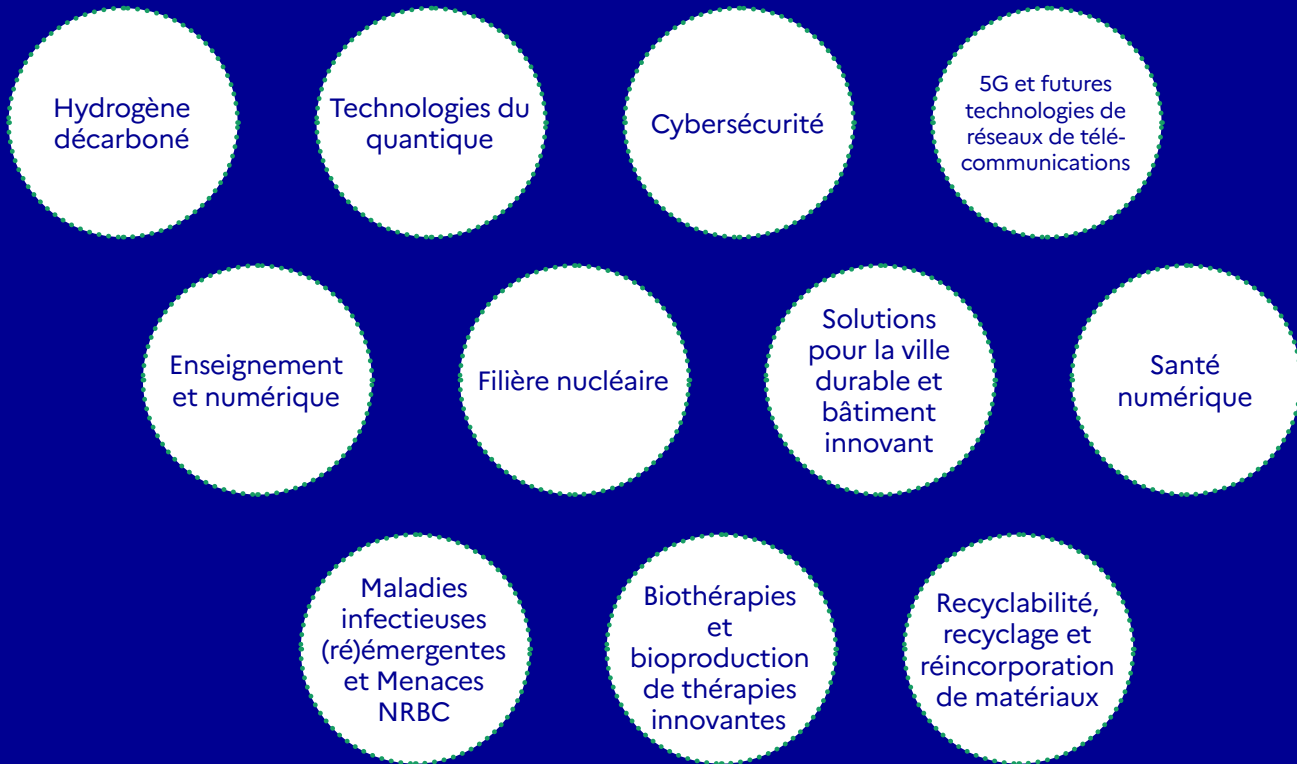 Hydrogène
décarboné
Technologies du
quantique
Cybersécurité
5G et futures
technologies de
réseaux de télé-
communications
Enseignement
et numérique
Filière nucléaire
Solutions
pour la ville
durable et
bâtiment
innovant
Santé
numérique
Maladies
infectieuses
(ré)émergentes
et Menaces
NRBC
Biothérapies
et
bioproduction
de thérapies
innovantes
Recyclabilité,
recyclage et
réincorporation
de matériaux